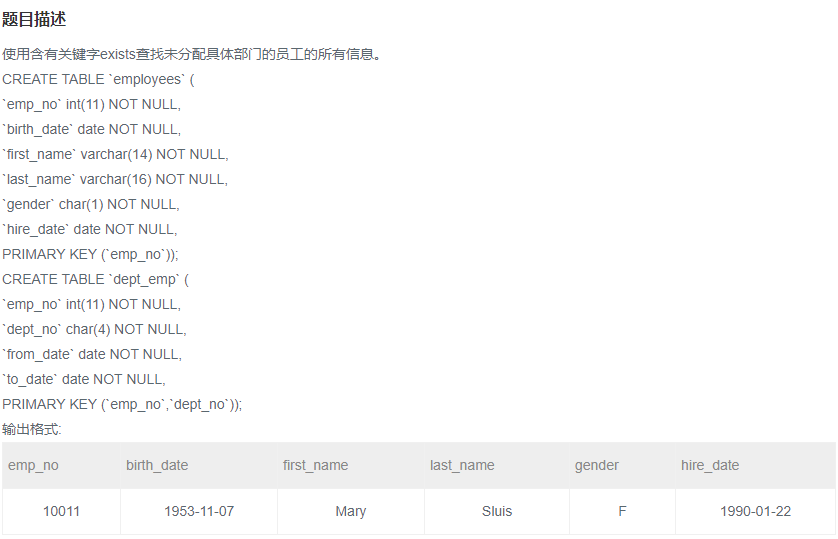 题目描述
使用含有关键字exists查找未分配具体部门的员工的所有信息。
CREATE TABLE `employees` (
`emp_no` int(11) NOT NULL,
`birth_date` date NOT NULL,
`first_name` varchar(14) NOT NULL,
`last_name` varchar(16) NOT NULL,
`gender` char(1) NOT NULL,
`hire_date` date NOT NULL,
PRIMARY KEY (`emp_no`));
CREATE TABLE `dept_emp` (
`emp_no` int(11) NOT NULL,
`dept_no` char(4) NOT NULL,
`from_date` date NOT NULL,
`to_date` date NOT NULL,
PRIMARY KEY (`emp_no`,`dept_no`));
输出格式:
emp_no birth_date first_name last_name gender hire_date
10011 1953-11-07 Mary Sluis F 1990-01-22